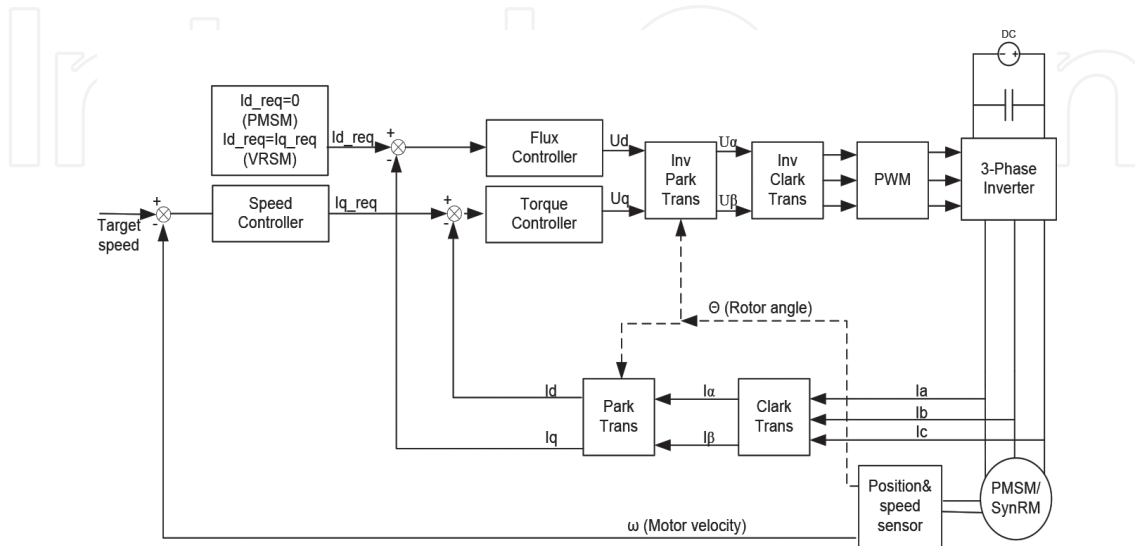 DC
Id_req=0
(PMSM)
Id_req=Iq_req
(VRSM)
Id_req
+
-
Flux
Controller
Ud
Inv
Park
Trans
Uα
Uβ
Inv
Clark
Trans
PWM
3-Phase
Inverter
- +
+
-
Target
speed
Speed
Controller
Iq_req
+
-
Torque
Controller
Uq
Θ (Rotor angle)
Id
Iq
Park
Trans
Iα
Iβ
Clark
Trans
Ia
Ib
Ic
Position&
speed
sensor
PMSM/
SynRM
ω (Motor velocity)